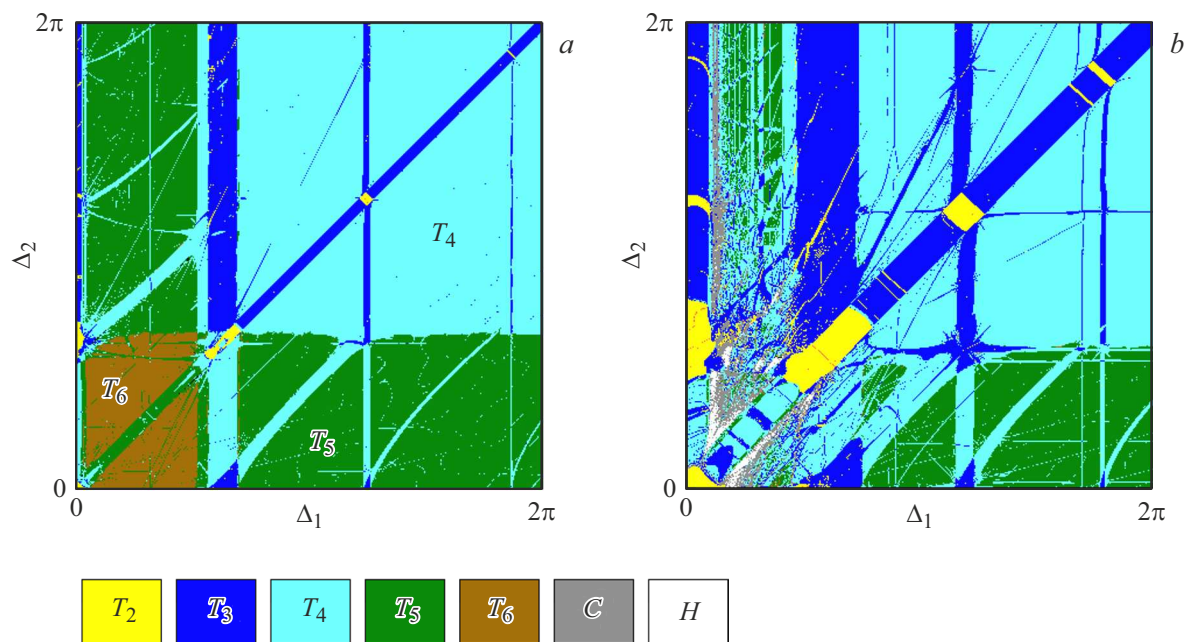 2π a 2π b
Δ₂ T₄ Δ₂
T₆
T₅
0 0
0 Δ₁ 2π 0 Δ₁ 2π
T₂ T₃ T₄ T₅ T₆ C H